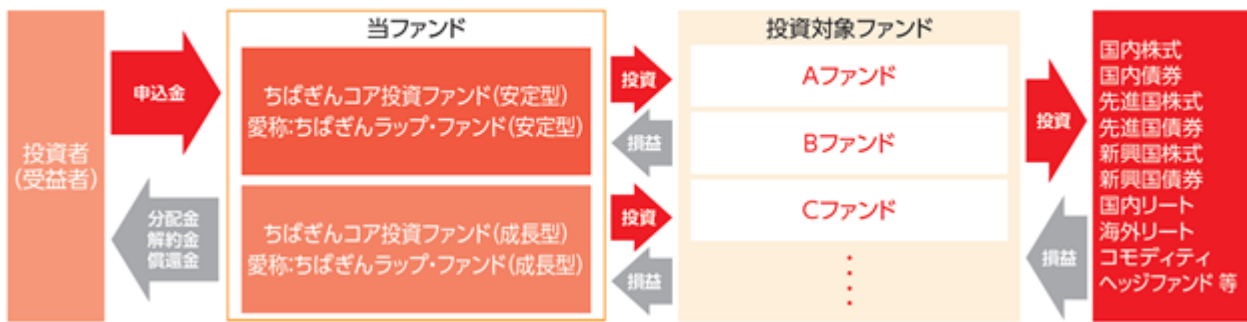 投資者
(受益者)
申込金
分配金
解約金
償還金
当ファンド
ちばぎんコア投資ファンド(安定型)
愛称:ちばぎんラップ・ファンド(安定型)
ちばぎんコア投資ファンド(成長型)
愛称:ちばぎんラップ・ファンド(成長型)
投資
損益
投資
損益
投資対象ファンド
Aファンド
Bファンド
Cファンド
投資
損益
国内株式
国内債券
先進国株式
先進国債券
新興国株式
新興国債券
国内リート
海外リート
コモディティ
ヘッジファンド 等